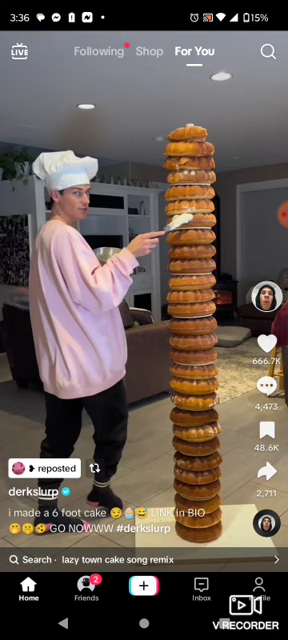 3:36
15%
LIVE
Following Shop For You
666.7K
4,473
48.6K
2,711
reposted
derkslurp
i made a 6 foot cake 😏🧁😅 LINK in BIO
🤭🤫🫣 GO NOWWW #derkslurp
Search · lazy town cake song remix
2
Home Friends Inbox
V RECORDER